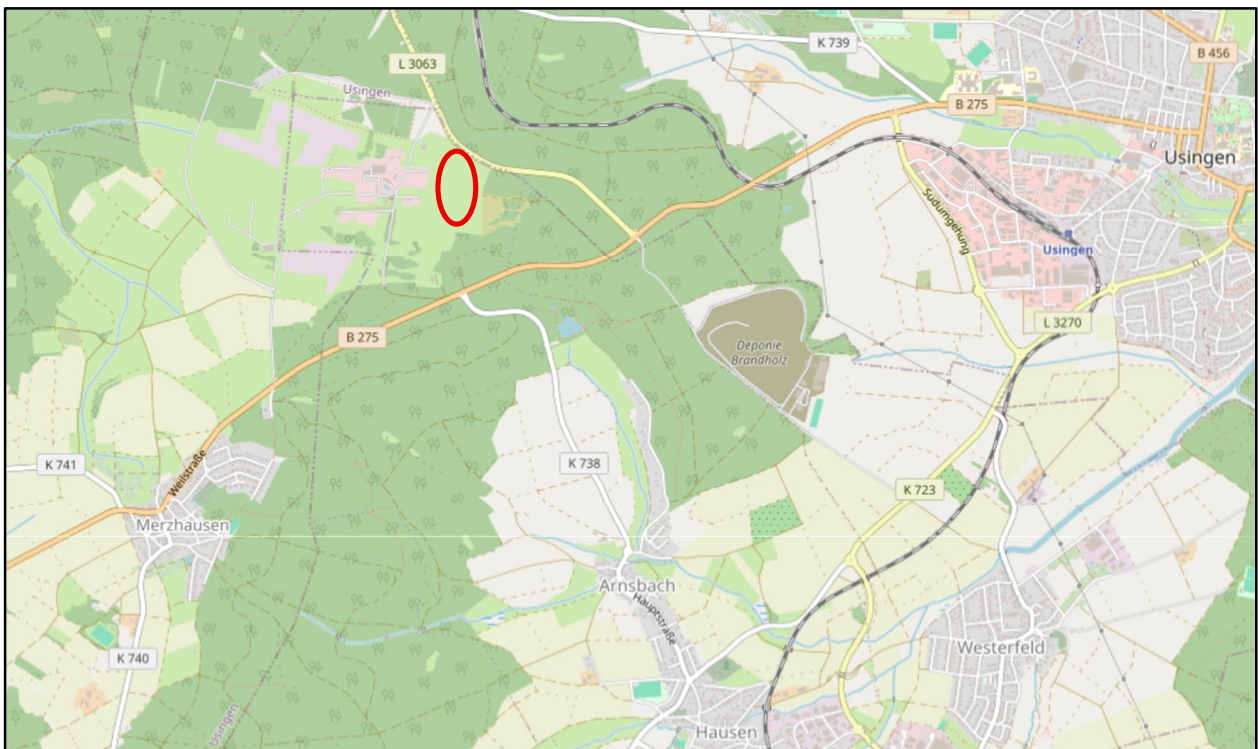 K 739
B 456
L 3063
Usingen
B 275
Usingen
Südumgehung
Usingen
L 3270
B 275
Deponie
Brandholz
K 741
Weilstraße
K 738
K 723
Merzhausen
Arnsbach
Hauptstraße
Westerfeld
K 740
Usingen
Hausen